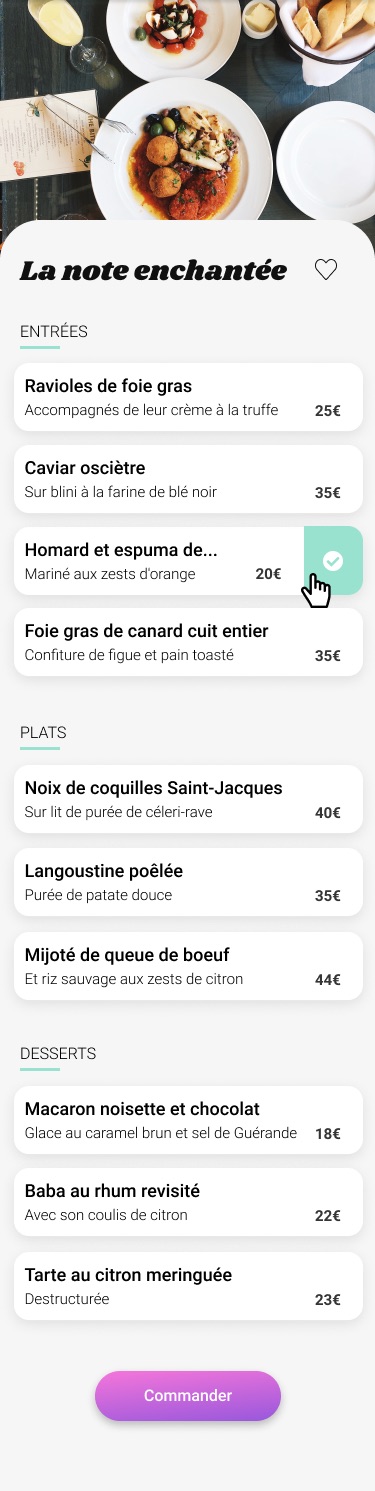 La note enchantée
ENTRÉES
Ravioles de foie gras
Accompagnés de leur crème à la truffe 25€
Caviar osciètre
Sur blini à la farine de blé noir 35€
Homard et espuma de...
Mariné aux zests d'orange 20€
Foie gras de canard cuit entier
Confiture de figue et pain toasté 35€
PLATS
Noix de coquilles Saint-Jacques
Sur lit de purée de céleri-rave 40€
Langoustine poêlée
Purée de patate douce 35€
Mijoté de queue de boeuf
Et riz sauvage aux zests de citron 44€
DESSERTS
Macaron noisette et chocolat
Glace au caramel brun et sel de Guérande 18€
Baba au rhum revisité
Avec son coulis de citron 22€
Tarte au citron meringuée
Destructurée 23€
Commander